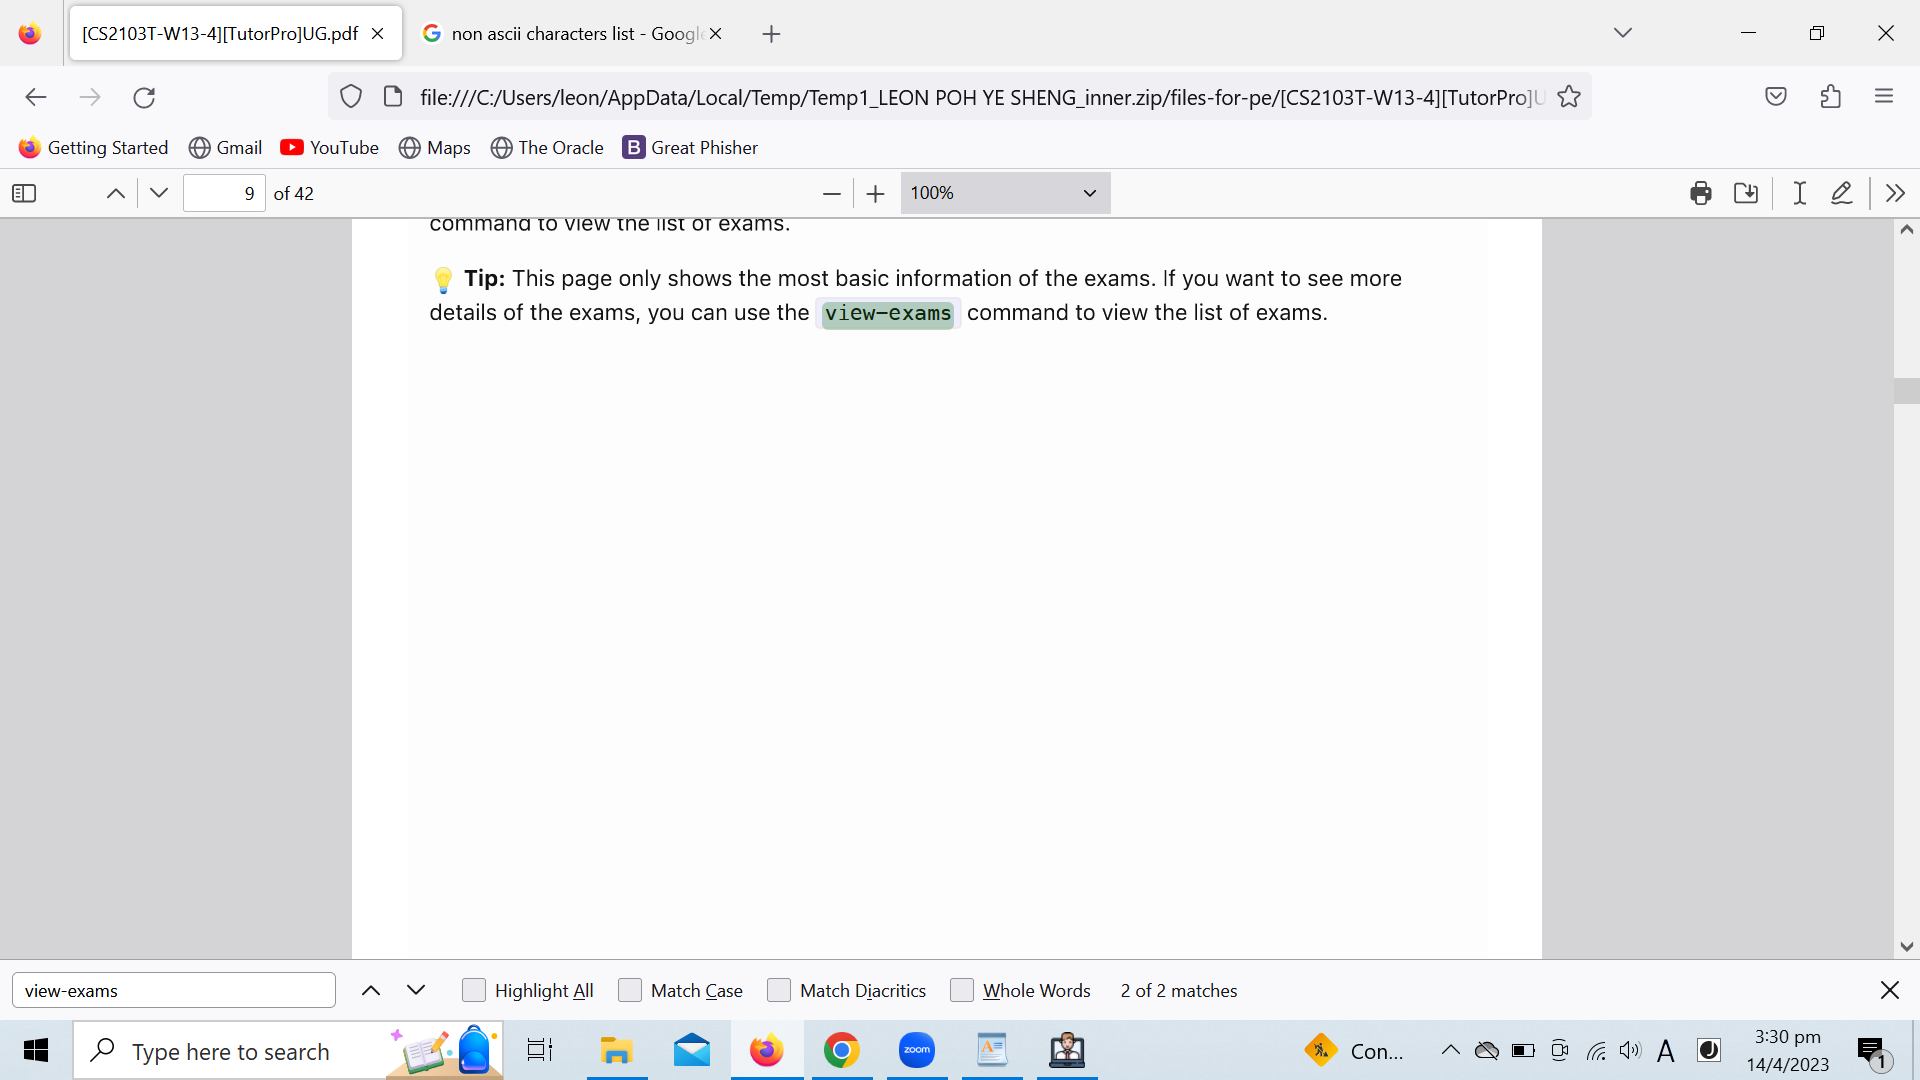 [CS2103T-W13-4][TutorPro]UG.pdf
non ascii characters list - Googl
file:///C:/Users/leon/AppData/Local/Temp/Temp1_LEON POH YE SHENG_inner.zip/files-for-pe/[CS2103T-W13-4][TutorPro]U
Getting Started Gmail YouTube Maps The Oracle B Great Phisher
9 of 42 100%
command to view the list of exams.
Tip: This page only shows the most basic information of the exams. If you want to see more
details of the exams, you can use the view-exams command to view the list of exams.
view-exams Highlight All Match Case Match Diacritics Whole Words 2 of 2 matches
Type here to search zoom Con... A 3:30 pm
14/4/2023 1